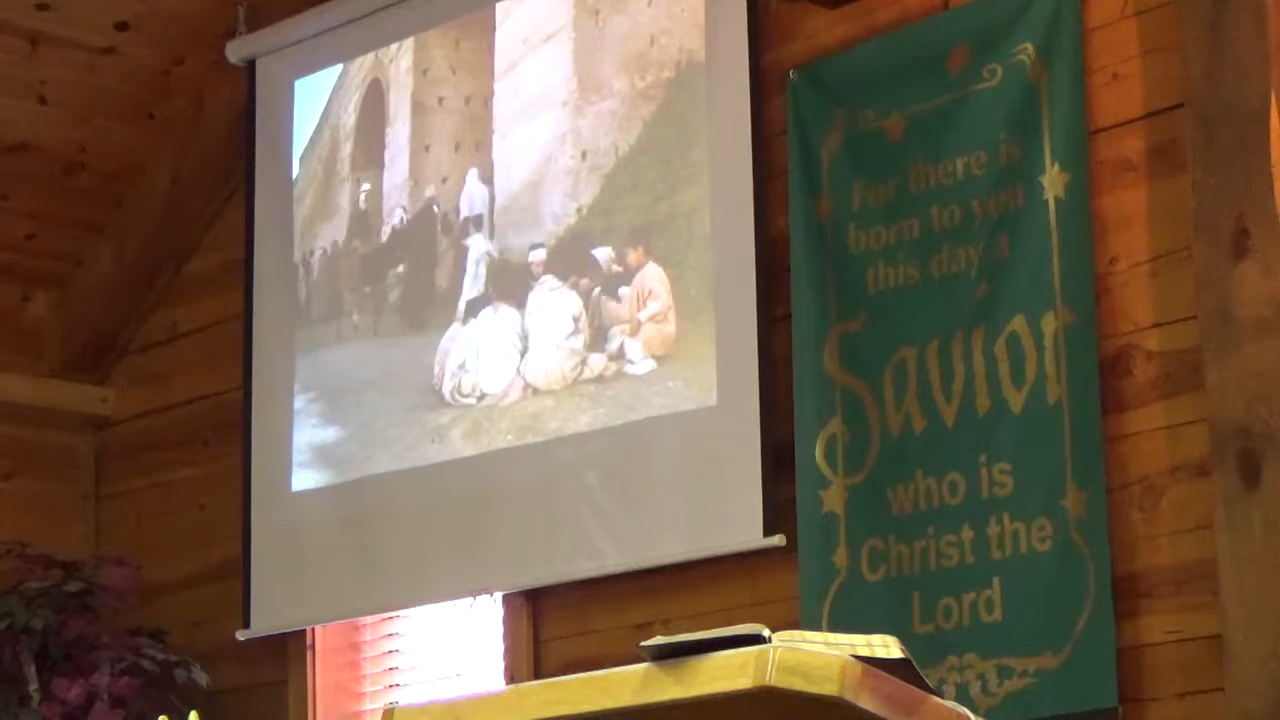 For there is
born to you
this day a
Savior
who is
Christ the
Lord